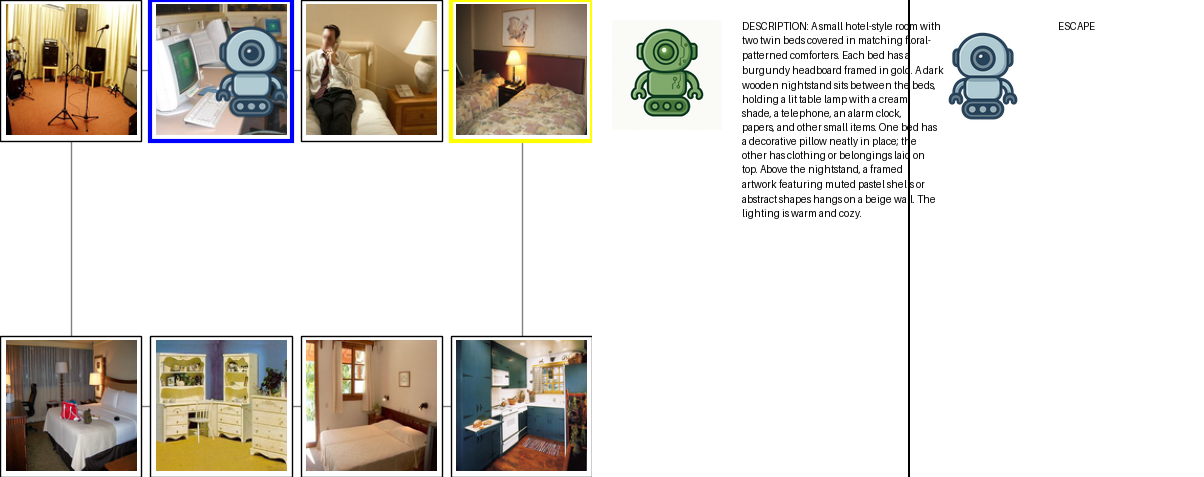 DESCRIPTION: A small hotel-style room with
two twin beds covered in matching floral-
patterned comforters. Each bed has a
burgundy headboard framed in gold. A dark
wooden nightstand sits between the beds,
holding a lit table lamp with a cream
shade, a telephone, an alarm clock,
papers, and other small items. One bed has
a decorative pillow neatly in place; the
other has clothing or belongings laid on
top. Above the nightstand, a framed
artwork featuring muted pastel shells or
abstract shapes hangs on a beige wall. The
lighting is warm and cozy.
ESCAPE